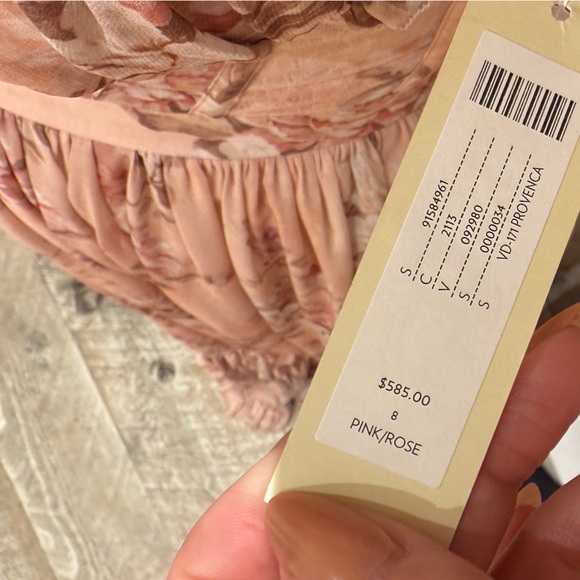 S 91584961
C 2113
V 092980
S 0000034
S VD-171 PROVENCA
$585.00
8
PINK/ROSE